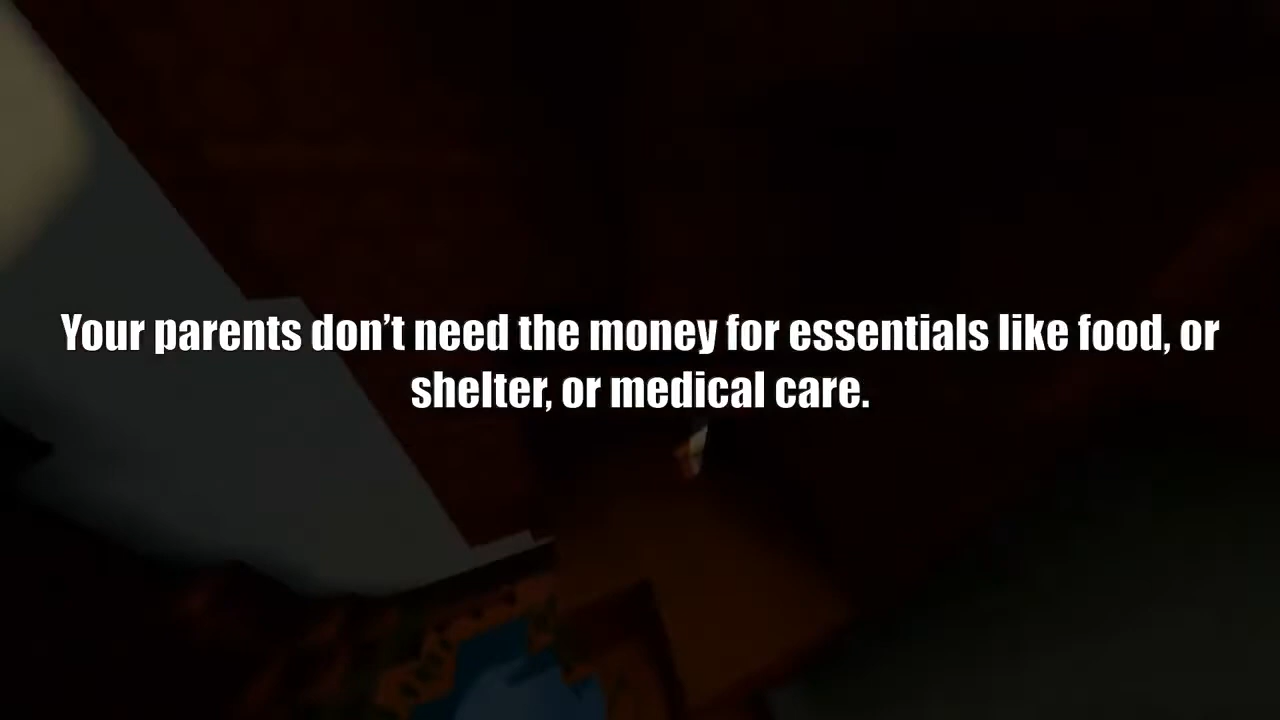 Your parents don’t need the money for essentials like food, or
shelter, or medical care.